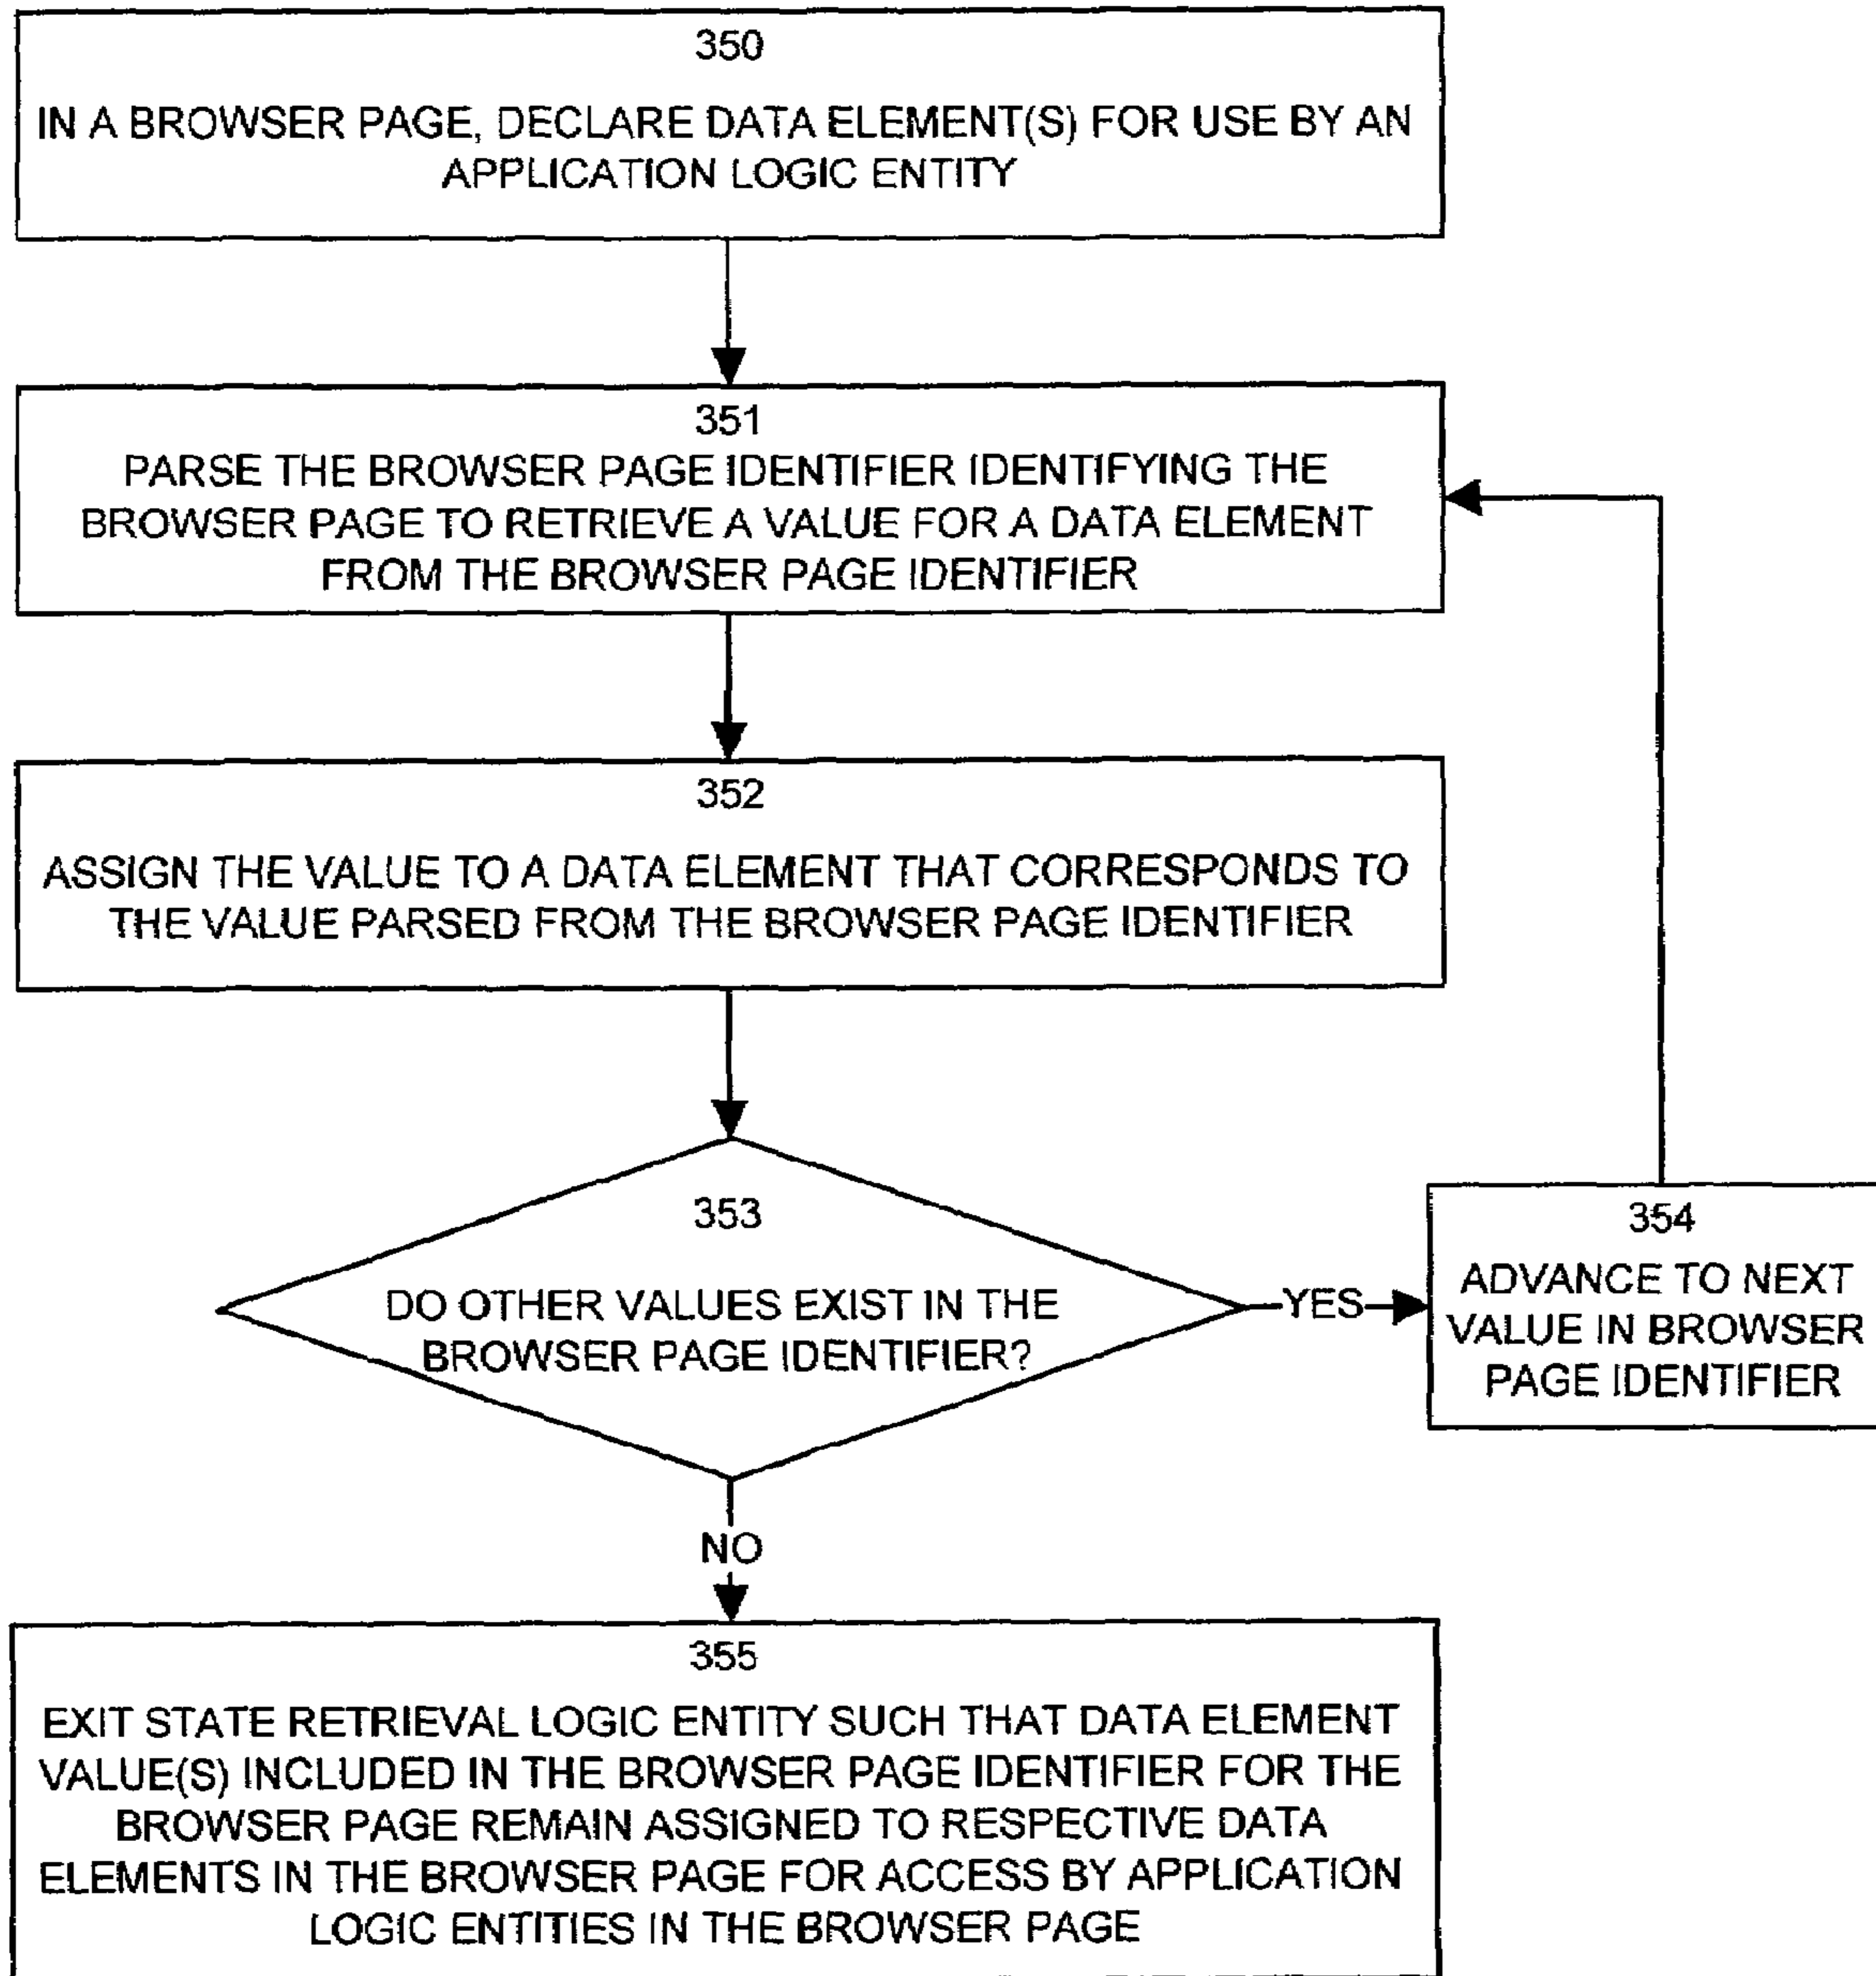 350
IN A BROWSER PAGE, DECLARE DATA ELEMENT(S) FOR USE BY AN
APPLICATION LOGIC ENTITY
351
PARSE THE BROWSER PAGE IDENTIFIER IDENTIFYING THE
BROWSER PAGE TO RETRIEVE A VALUE FOR A DATA ELEMENT
FROM THE BROWSER PAGE IDENTIFIER
352
ASSIGN THE VALUE TO A DATA ELEMENT THAT CORRESPONDS TO
THE VALUE PARSED FROM THE BROWSER PAGE IDENTIFIER
353
DO OTHER VALUES EXIST IN THE
BROWSER PAGE IDENTIFIER?
YES
354
ADVANCE TO NEXT
VALUE IN BROWSER
PAGE IDENTIFIER
NO
355
EXIT STATE RETRIEVAL LOGIC ENTITY SUCH THAT DATA ELEMENT
VALUE(S) INCLUDED IN THE BROWSER PAGE IDENTIFIER FOR THE
BROWSER PAGE REMAIN ASSIGNED TO RESPECTIVE DATA
ELEMENTS IN THE BROWSER PAGE FOR ACCESS BY APPLICATION
LOGIC ENTITIES IN THE BROWSER PAGE